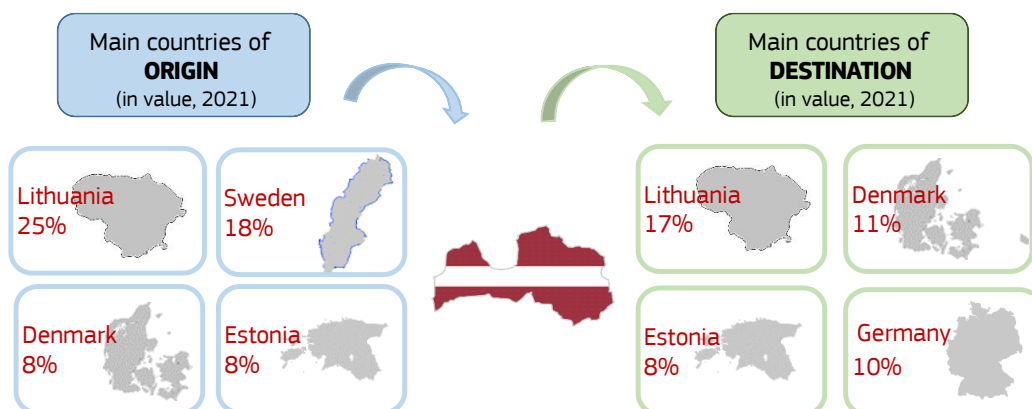 Main countries of
ORIGIN
(in value, 2021)
Main countries of
DESTINATION
(in value, 2021)
Lithuania
25%
Sweden
18%
Lithuania
17%
Denmark
11%
Denmark
8%
Estonia
8%
Estonia
8%
Germany
10%